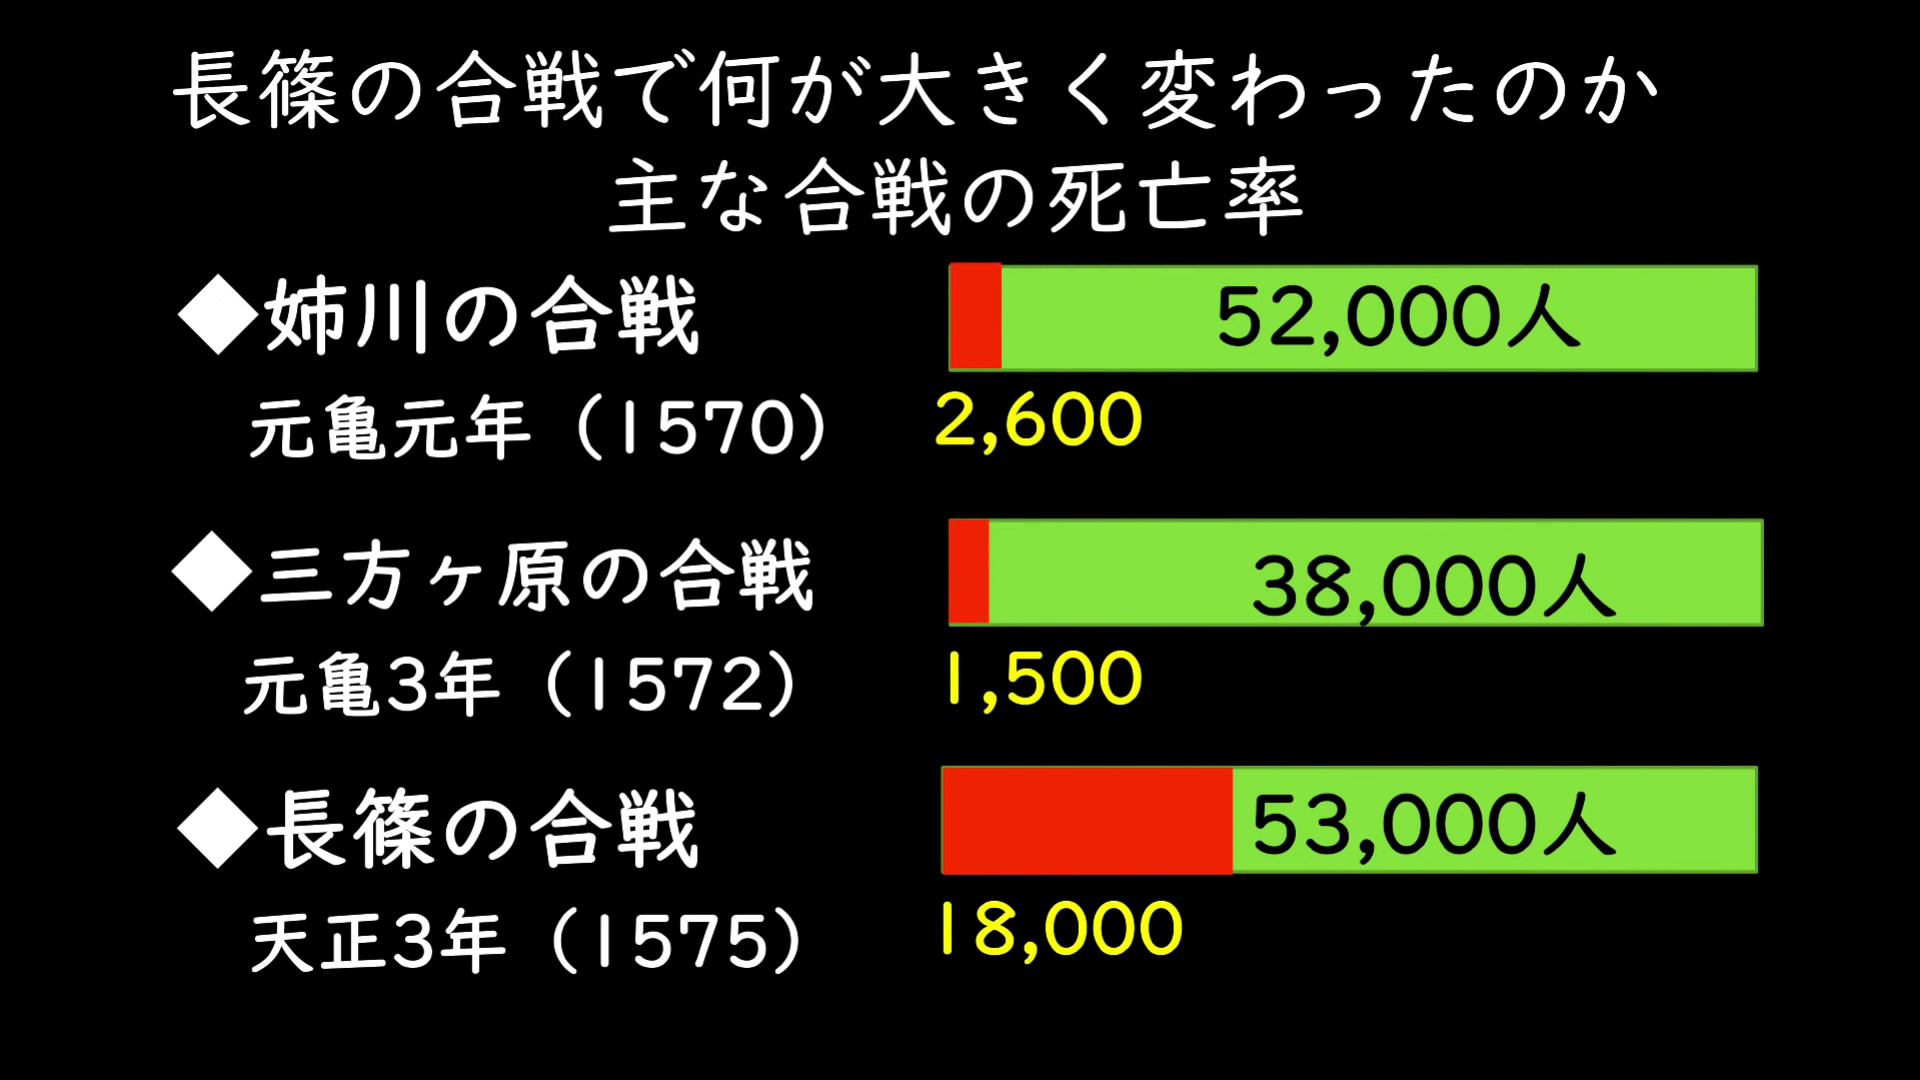 長篠の合戦で何が大きく変わったのか
主な合戦の死亡率
◆姉川の合戦
52,000人
元亀元年（1570）
2,600
◆三方ヶ原の合戦
38,000人
元亀3年（1572）
1,500
◆長篠の合戦
53,000人
天正3年（1575）
18,000